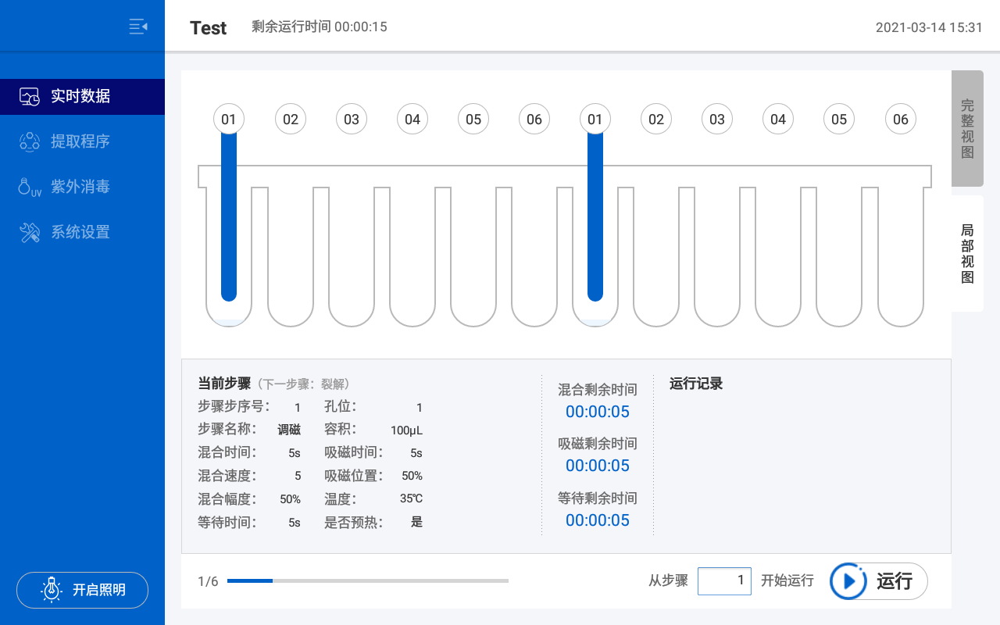 Test 剩余运行时间 00:00:15 2021-03-14 15:31
实时数据
提取程序
UV 紫外消毒
系统设置
开启照明
01 02 03 04 05 06 01 02 03 04 05 06
完整视图
局部视图
当前步骤（下一步骤：裂解）
步骤步序号： 1 孔位： 1
步骤名称： 调磁 容积： 100μL
混合时间： 5s 吸磁时间： 5s
混合速度： 5 吸磁位置： 50%
混合幅度： 50% 温度： 35℃
等待时间： 5s 是否预热： 是
混合剩余时间
00:00:05
吸磁剩余时间
00:00:05
等待剩余时间
00:00:05
运行记录
1/6
从步骤 1 开始运行
运行